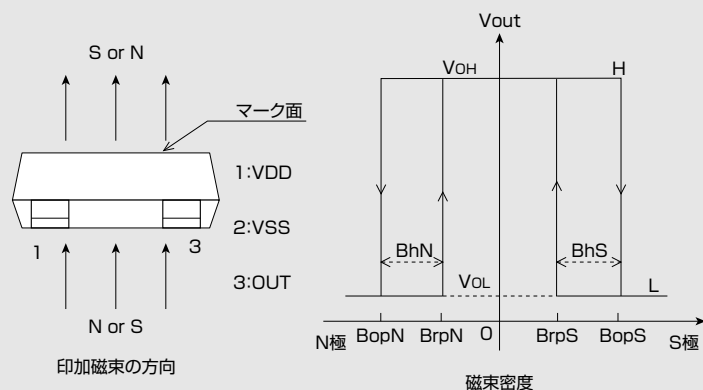 S or N
マーク面
1:VDD
2:VSS
3:OUT
1
3
N or S
印加磁束の方向
Vout
VOH
H
BhN
BhS
VOL
L
N極
BopN
BrpN
0
BrpS
BopS
S極
磁束密度